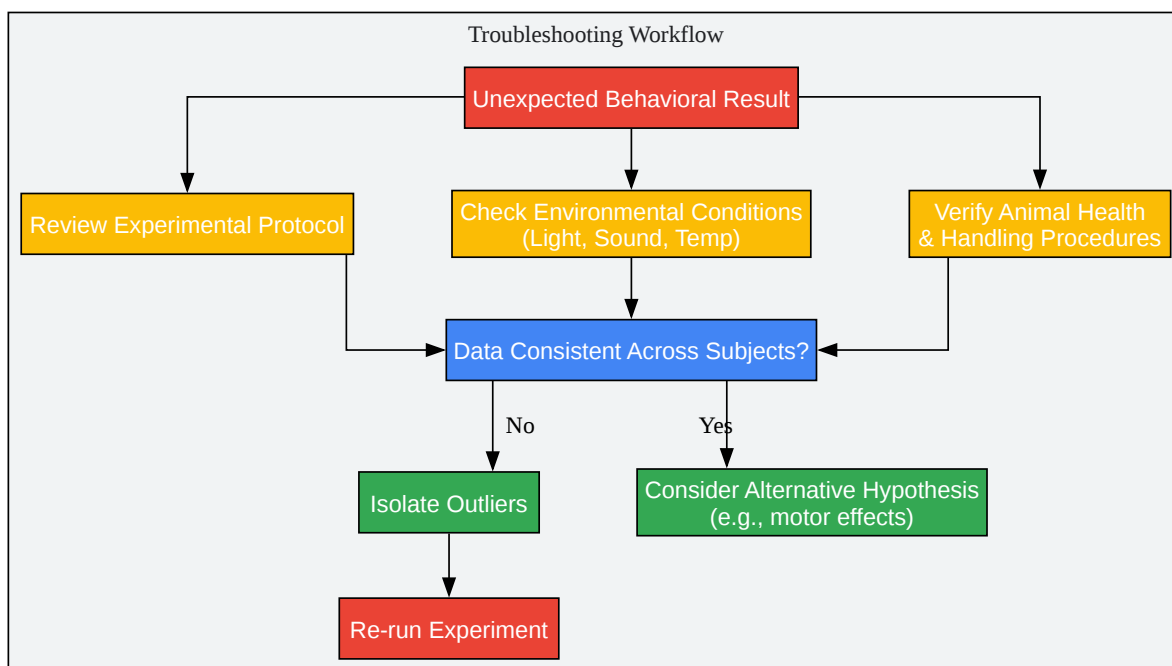 Troubleshooting Workflow
Unexpected Behavioral Result
Review Experimental Protocol
Check Environmental Conditions
(Light, Sound, Temp)
Verify Animal Health
& Handling Procedures
Data Consistent Across Subjects?
No
Yes
Isolate Outliers
Consider Alternative Hypothesis
(e.g., motor effects)
Re-run Experiment